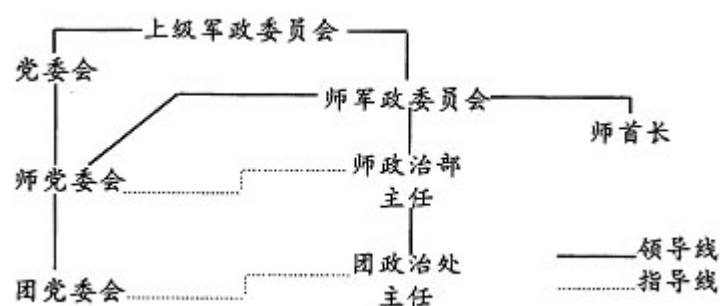 上级军政委员会
党委会
师军政委员会
师首长
师党委会
师政治部
主任
领导线
团政治处
指导线
团党委会
主任